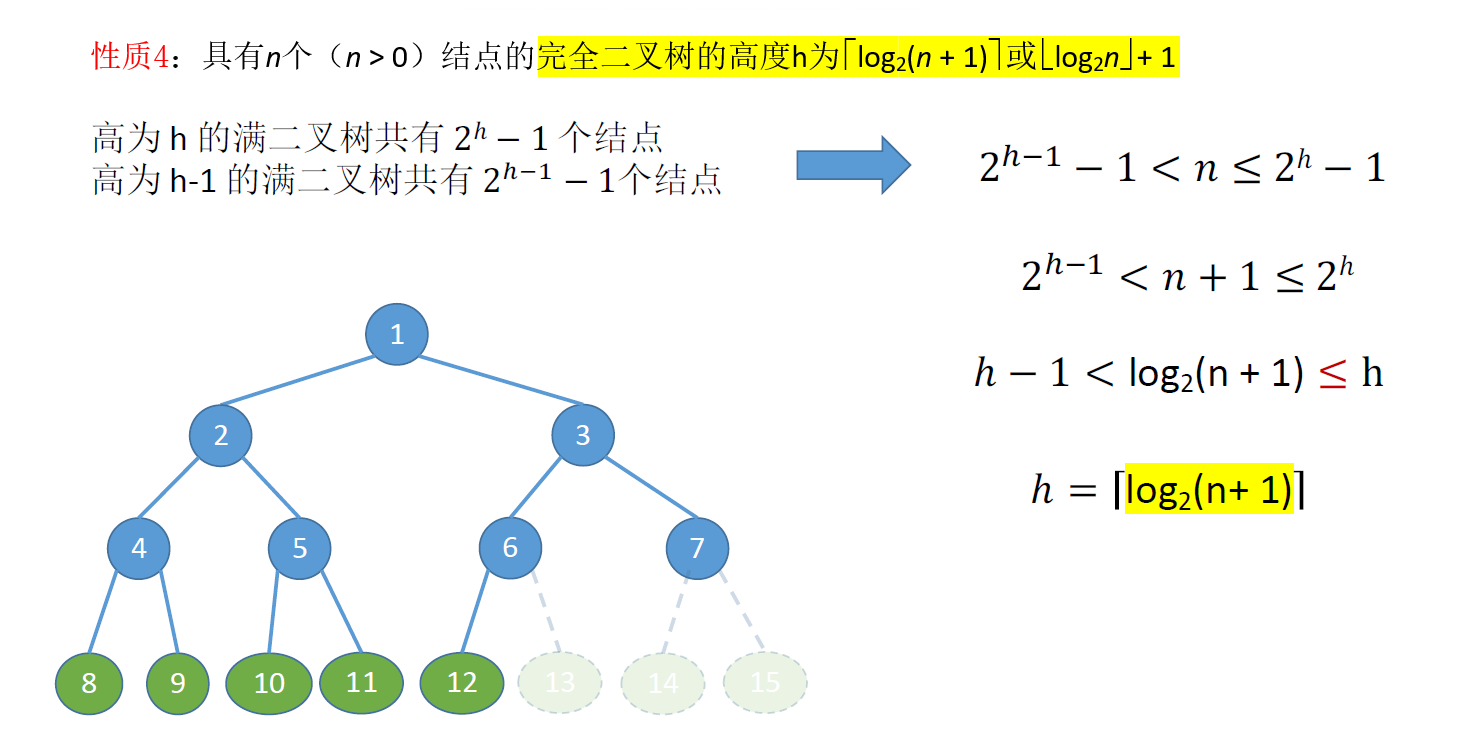 性质4：具有n个（n > 0）结点的完全二叉树的高度h为⌈log₂(n + 1)⌉或⌊log₂n⌋+ 1
高为 h 的满二叉树共有 2ʰ − 1 个结点
高为 h-1 的满二叉树共有 2ʰ⁻¹ − 1个结点
2ʰ⁻¹ − 1 < n ≤ 2ʰ − 1
2ʰ⁻¹ < n + 1 ≤ 2ʰ
h − 1 < log₂(n + 1) ≤ h
h = ⌈log₂(n+ 1)⌉
1
2 3
4 5 6 7
8 9 10 11 12 13 14 15